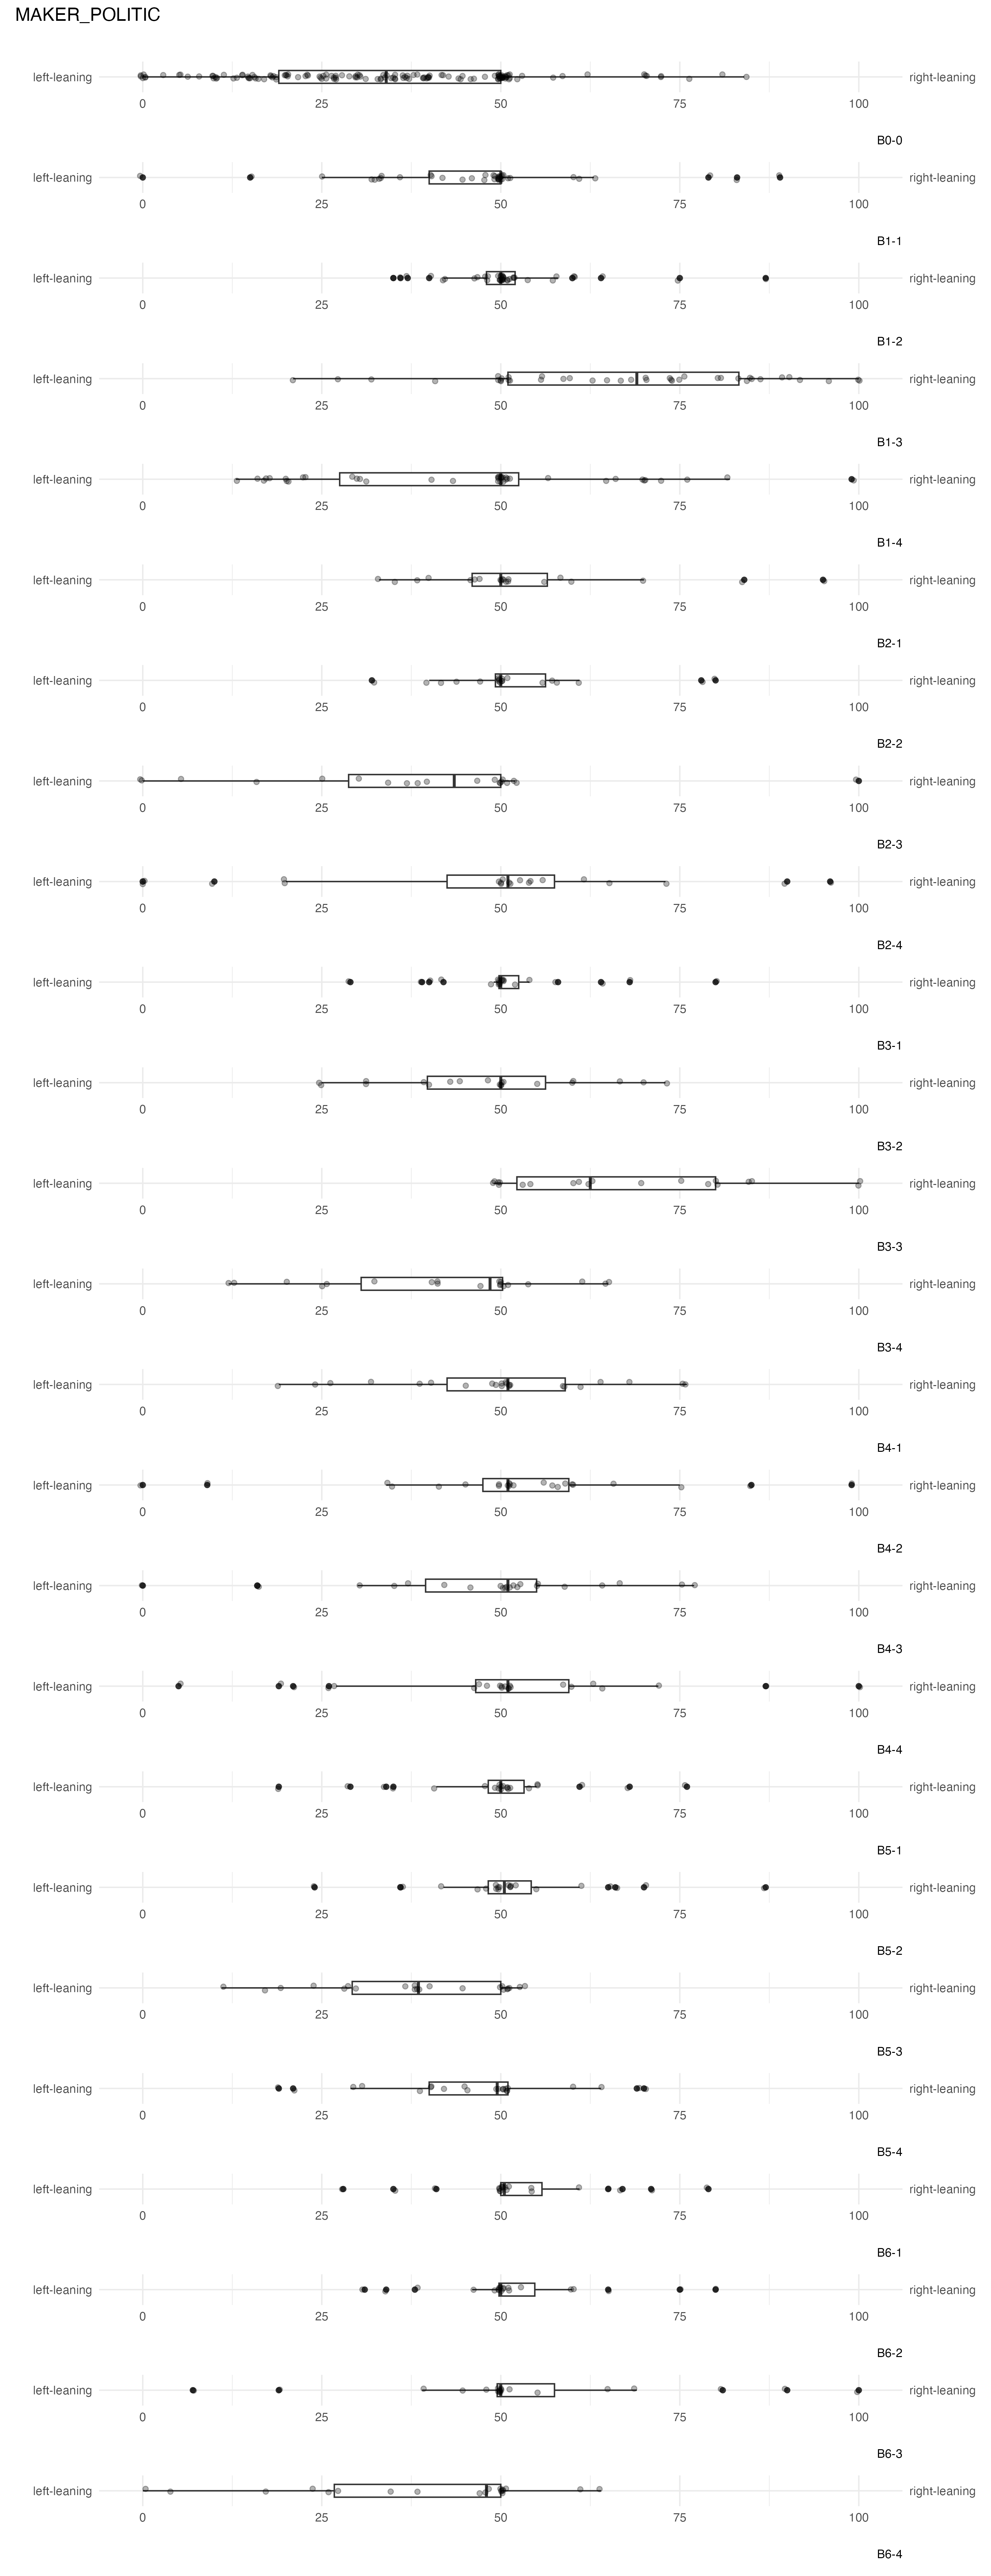 MAKER_POLITIC
left-leaning right-leaning
0 25 50 75 100
B0-0
left-leaning right-leaning
0 25 50 75 100
B1-1
left-leaning right-leaning
0 25 50 75 100
B1-2
left-leaning right-leaning
0 25 50 75 100
B1-3
left-leaning right-leaning
0 25 50 75 100
B1-4
left-leaning right-leaning
0 25 50 75 100
B2-1
left-leaning right-leaning
0 25 50 75 100
B2-2
left-leaning right-leaning
0 25 50 75 100
B2-3
left-leaning right-leaning
0 25 50 75 100
B2-4
left-leaning right-leaning
0 25 50 75 100
B3-1
left-leaning right-leaning
0 25 50 75 100
B3-2
left-leaning right-leaning
0 25 50 75 100
B3-3
left-leaning right-leaning
0 25 50 75 100
B3-4
left-leaning right-leaning
0 25 50 75 100
B4-1
left-leaning right-leaning
0 25 50 75 100
B4-2
left-leaning right-leaning
0 25 50 75 100
B4-3
left-leaning right-leaning
0 25 50 75 100
B4-4
left-leaning right-leaning
0 25 50 75 100
B5-1
left-leaning right-leaning
0 25 50 75 100
B5-2
left-leaning right-leaning
0 25 50 75 100
B5-3
left-leaning right-leaning
0 25 50 75 100
B5-4
left-leaning right-leaning
0 25 50 75 100
B6-1
left-leaning right-leaning
0 25 50 75 100
B6-2
left-leaning right-leaning
0 25 50 75 100
B6-3
left-leaning right-leaning
0 25 50 75 100
B6-4